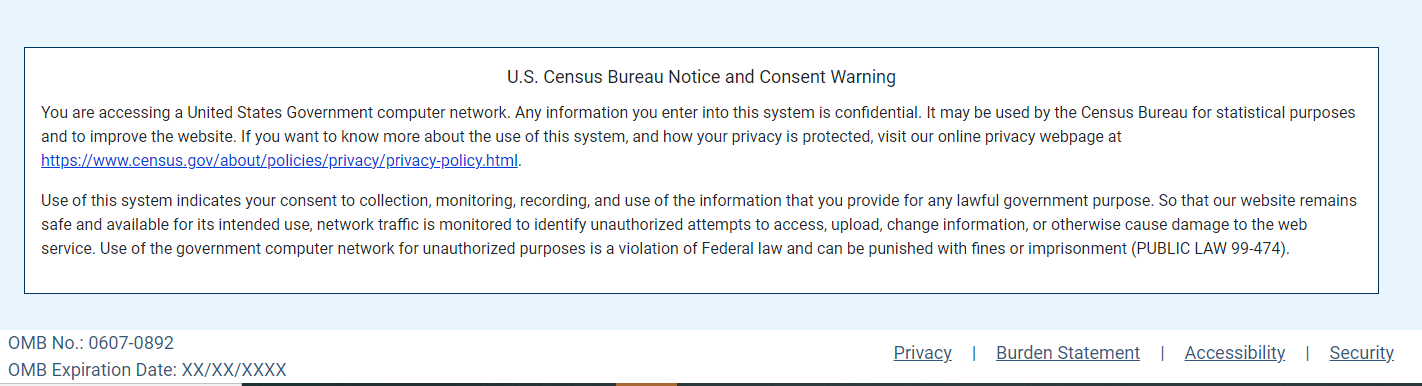 U.S. Census Bureau Notice and Consent Warning
You are accessing a United States Government computer network. Any information you enter into this system is confidential. It may be used by the Census Bureau for statistical purposes
and to improve the website. If you want to know more about the use of this system, and how your privacy is protected, visit our online privacy webpage at
https://www.census.gov/about/policies/privacy/privacy-policy.html.
Use of this system indicates your consent to collection, monitoring, recording, and use of the information that you provide for any lawful government purpose. So that our website remains
safe and available for its intended use, network traffic is monitored to identify unauthorized attempts to access, upload, change information, or otherwise cause damage to the web
service. Use of the government computer network for unauthorized purposes is a violation of Federal law and can be punished with fines or imprisonment (PUBLIC LAW 99-474).
OMB No.: 0607-0892
OMB Expiration Date: XX/XX/XXXX
Privacy | Burden Statement | Accessibility | Security